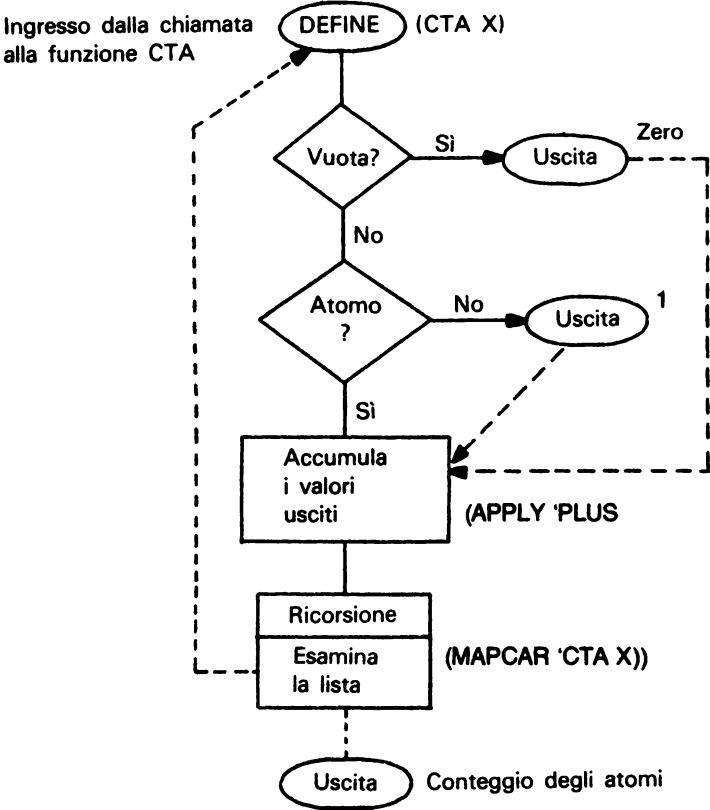 Ingresso dalla chiamata
alla funzione CTA
DEFINE
(CTA X)
Vuota?
Sì
Uscita
Zero
No
Atomo
?
No
Uscita
1
Sì
Accumula
i valori
usciti
(APPLY 'PLUS
Ricorsione
Esamina
la lista
(MAPCAR 'CTA X))
Uscita
Conteggio degli atomi